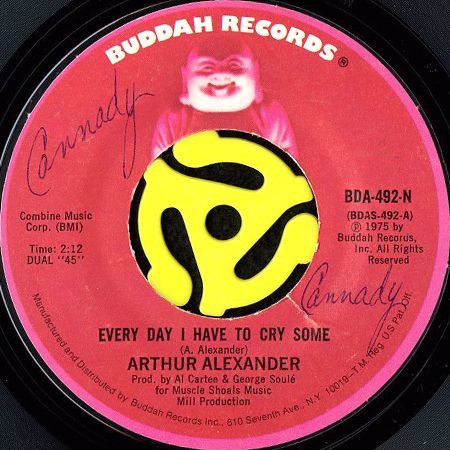 BUDDAH RECORDS®
Cannady
BDA-492-N
Combine Music
Corp. (BMI)
(BDAS-492-A)
Ⓟ 1975 by
Buddah Recorus,
Inc. All Rights
Reserved
Time: 2:12
DUAL "45"
Cannady
EVERY DAY I HAVE TO CRY SOME
(A. Alexander)
ARTHUR ALEXANDER
Prod. by Al Cartee & George Soulé
for Muscle Shoals Music
Mill Production
Manufactured and Distributed by Buddah Records Inc., 810 Seventh Ave., N.Y. 10019-T.M. Reg. U.S. Pat. Off.